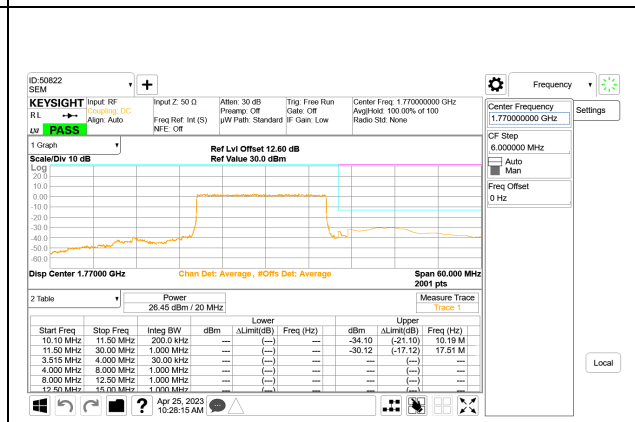 ID:50822
SEM
Frequency
KEYSIGHT Input: RF Input Z: 50 Ω Atten: 30 dB Trig: Free Run Center Freq: 1.770000000 GHz
RL Coupling: DC Preamp: Off Gate: Off Avg|Hold: 100.00% of 100
Align: Auto Freq Ref: Int (S) µW Path: Standard IF Gain: Low Radio Std: None
NFE: Off
LXI PASS
Center Frequency
1.770000000 GHz
Settings
CF Step
6.000000 MHz
Auto
Man
Freq Offset
0 Hz
1 Graph
Ref Lvl Offset 12.60 dB
Scale/Div 10 dB Ref Value 30.0 dBm
Log
20.0
10.0
0.00
-10.0
-20.0
-30.0
-40.0
-50.0
-60.0
Disp Center 1.77000 GHz Chan Det: Average , #Offs Det: Average Span 60.000 MHz
2001 pts
2 Table Power Measure Trace
26.45 dBm / 20 MHz Trace 1
Lower Upper
Start Freq Stop Freq Integ BW dBm ΔLimit(dB) Freq (Hz) dBm ΔLimit(dB) Freq (Hz)
10.10 MHz 11.50 MHz 200.0 kHz --- (---) --- -34.10 (-21.10) 10.19 M
11.50 MHz 30.00 MHz 1.000 MHz --- (---) --- -30.12 (-17.12) 17.51 M
3.515 MHz 4.000 MHz 30.00 kHz --- (---) --- --- (---) ---
4.000 MHz 8.000 MHz 1.000 MHz --- (---) --- --- (---) ---
8.000 MHz 12.50 MHz 1.000 MHz --- (---) --- --- (---) ---
12.50 MHz 15.00 MHz 1.000 MHz --- (---) --- --- (---) ---
Local
Apr 25, 2023
10:28:15 AM